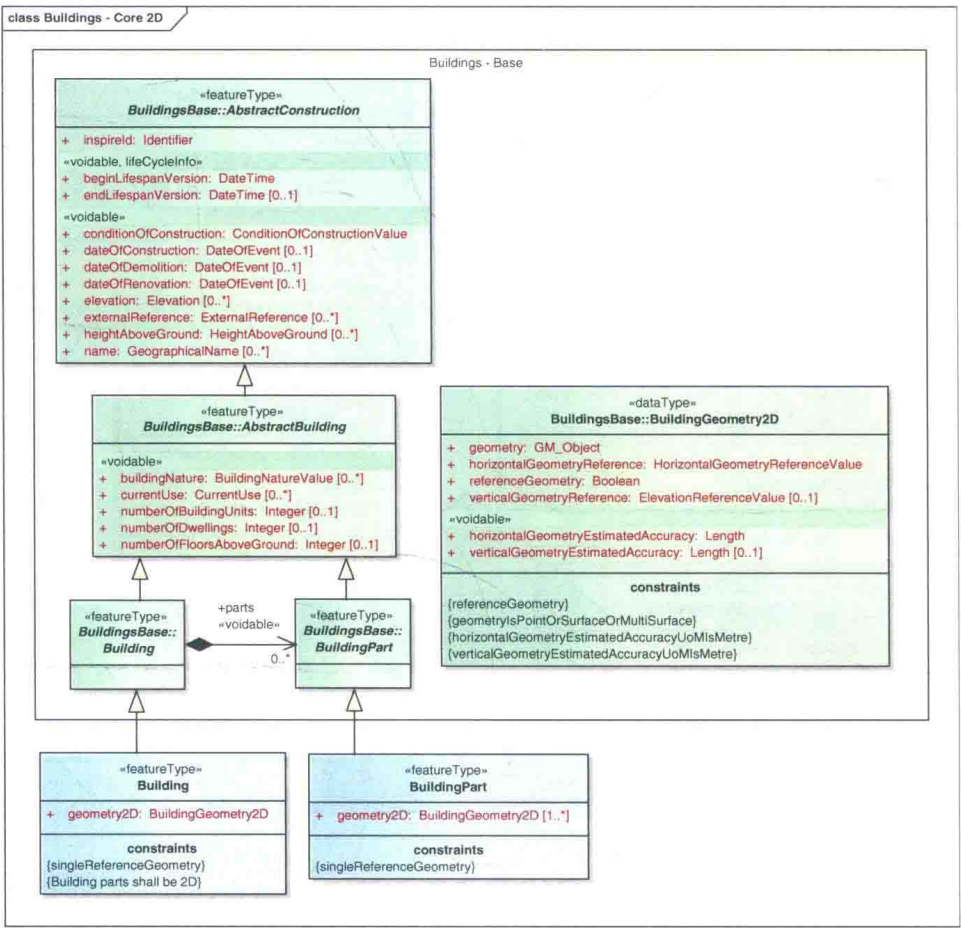 class Buildings - Core 2D
Buildings - Base
«featureType»
BuildingsBase::AbstractConstruction
+ inspireId: Identifier
«voidable, lifeCycleInfo»
+ beginLifespanVersion: DateTime
+ endLifespanVersion: DateTime [0..1]
«voidable»
+ conditionOfConstruction: ConditionOfConstructionValue
+ dateOfConstruction: DateOfEvent [0..1]
+ dateOfDemolition: DateOfEvent [0..1]
+ dateOfRenovation: DateOfEvent [0..1]
+ elevation: Elevation [0..*]
+ externalReference: ExternalReference [0..*]
+ heightAboveGround: HeightAboveGround [0..*]
+ name: GeographicalName [0..*]
«featureType»
BuildingsBase::AbstractBuilding
«voidable»
+ buildingNature: BuildingNatureValue [0..*]
+ currentUse: CurrentUse [0..*]
+ numberOfBuildingUnits: Integer [0..1]
+ numberOfDwellings: Integer [0..1]
+ numberOfFloorsAboveGround: Integer [0..1]
«dataType»
BuildingsBase::BuildingGeometry2D
+ geometry: GM_Object
+ horizontalGeometryReference: HorizontalGeometryReferenceValue
+ referenceGeometry: Boolean
+ verticalGeometryReference: ElevationReferenceValue [0..1]
«voidable»
+ horizontalGeometryEstimatedAccuracy: Length
+ verticalGeometryEstimatedAccuracy: Length [0..1]
constraints
{referenceGeometry}
{geometryIsPointOrSurfaceOrMultiSurface}
{horizontalGeometryEstimatedAccuracyUoMIsMetre}
{verticalGeometryEstimatedAccuracyUoMIsMetre}
«featureType»
BuildingsBase::
Building
+parts
«voidable»
0..*
«featureType»
BuildingsBase::
BuildingPart
«featureType»
Building
+ geometry2D: BuildingGeometry2D
constraints
{singleReferenceGeometry}
{Building parts shall be 2D}
«featureType»
BuildingPart
+ geometry2D: BuildingGeometry2D [1..*]
constraints
{singleReferenceGeometry}